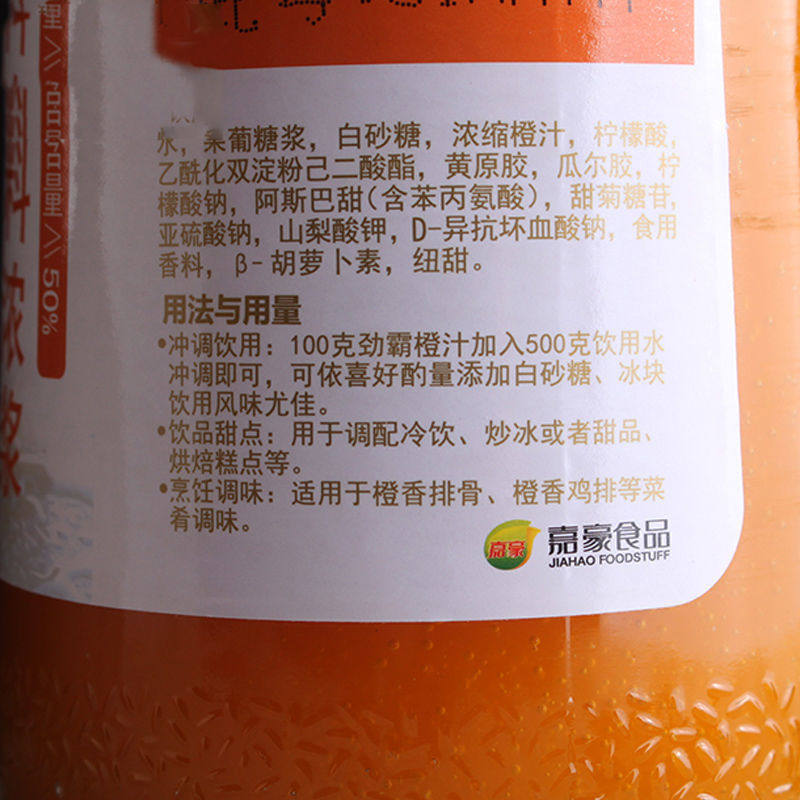 水，果葡糖浆，白砂糖，浓缩橙汁，柠檬酸，
乙酰化双淀粉己二酸酯，黄原胶，瓜尔胶，柠
檬酸钠，阿斯巴甜（含苯丙氨酸），甜菊糖苷，
亚硫酸钠，山梨酸钾，D-异抗坏血酸钠，食用
香料，β-胡萝卜素，纽甜。
用法与用量
•冲调饮用：100克劲霸橙汁加入500克饮用水
冲调即可，可依喜好酌量添加白砂糖、冰块
饮用风味尤佳。
•饮品甜点：用于调配冷饮、炒冰或者甜品、
烘焙糕点等。
•烹饪调味：适用于橙香排骨、橙香鸡排等菜
肴调味。
嘉豪
嘉豪食品
JIAHAO FOODSTUFF
≥50%
料浓浆